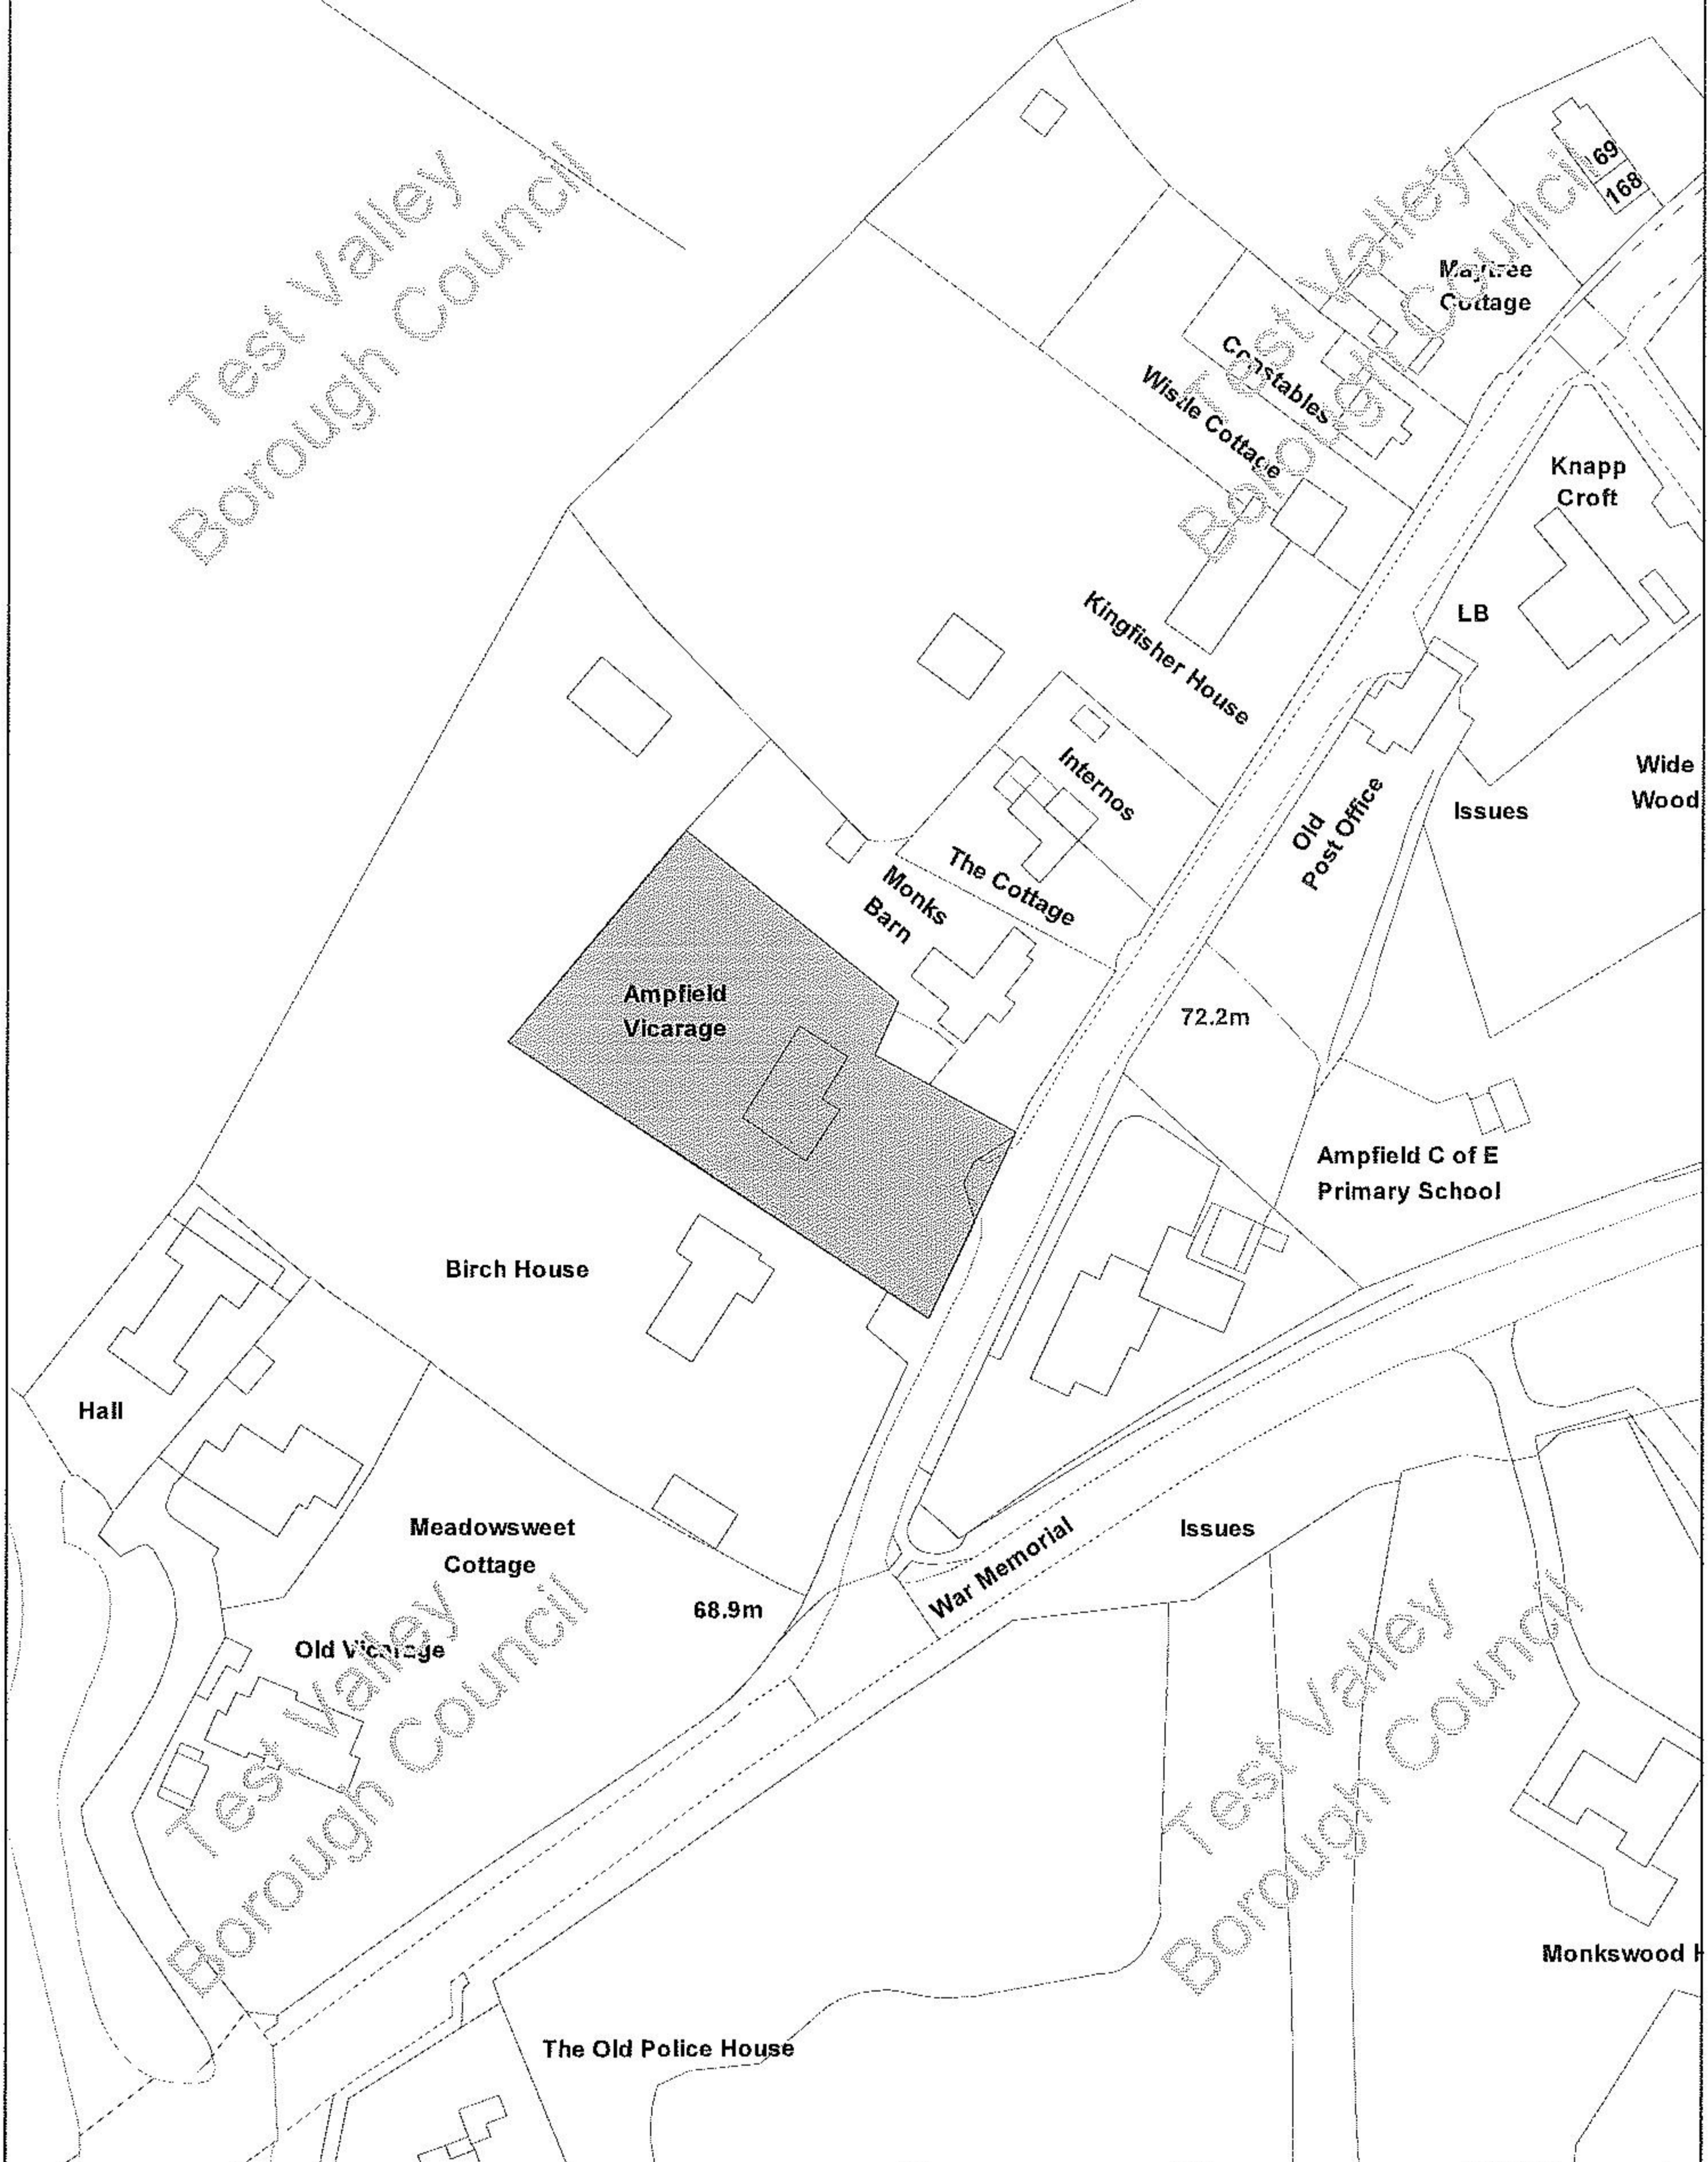 Test Valley
Borough Council
Test Valley
Borough Council
169
168
Maytree
Cottage
Constables
Wistle Cottage
Knapp
Croft
LB
Kingfisher House
Internos
Wide
Wood
Issues
Old
Post Office
The Cottage
Monks
Barn
Ampfield
Vicarage
72.2m
Ampfield C of E
Primary School
Birch House
Hall
Meadowsweet
Cottage
War Memorial
Issues
68.9m
Old Vicarage
Test Valley
Borough Council
Test Valley
Borough Council
Monkswood H
The Old Police House